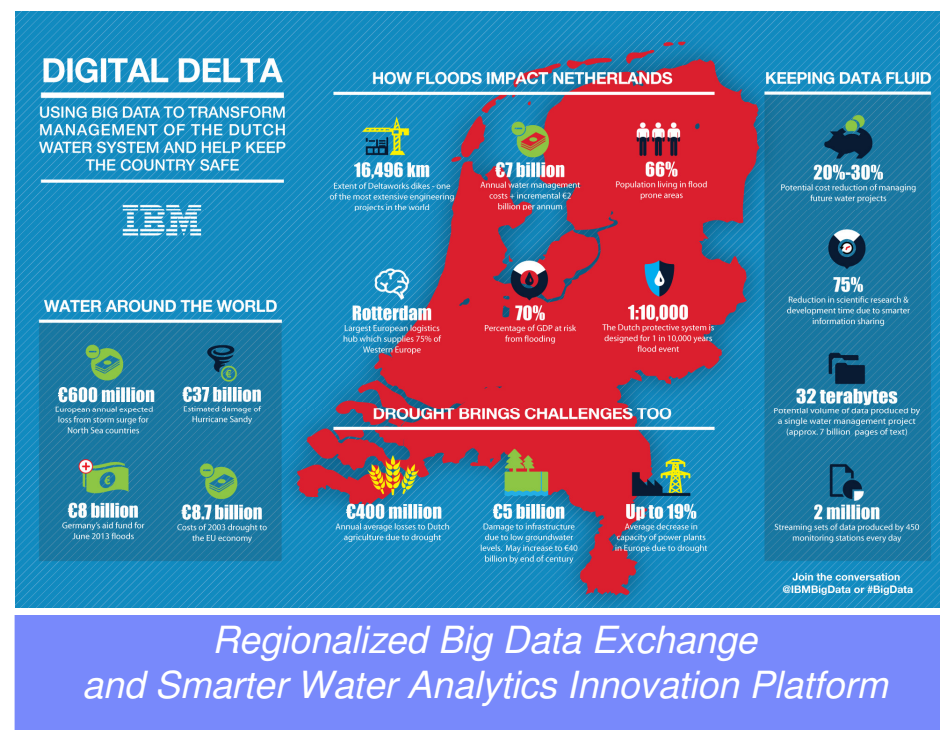 DIGITAL DELTA
USING BIG DATA TO TRANSFORM
MANAGEMENT OF THE DUTCH
WATER SYSTEM AND HELP KEEP
THE COUNTRY SAFE
IBM
WATER AROUND THE WORLD
€600 million
European annual expected
loss from storm surge for
North Sea countries
€37 billion
Estimated damage of
Hurricane Sandy
€8 billion
Germany's aid fund for
June 2013 floods
€8.7 billion
Costs of 2003 drought to
the EU economy
HOW FLOODS IMPACT NETHERLANDS
16,496 km
Extent of Deltaworks dikes - one
of the most extensive engineering
projects in the world
€7 billion
Annual water management
costs + incremental €2
billion per annum
66%
Population living in flood
prone areas
Rotterdam
Largest European logistics
hub which supplies 75% of
Western Europe
70%
Percentage of GDP at risk
from flooding
1:10,000
The Dutch protective system is
designed for 1 in 10,000 years
flood event
DROUGHT BRINGS CHALLENGES TOO
€400 million
Annual average losses to Dutch
agriculture due to drought
€5 billion
Damage to infrastructure
due to low groundwater
levels. May increase to €40
billion by end of century
Up to 19%
Average decrease in
capacity of power plants
in Europe due to drought
KEEPING DATA FLUID
20%-30%
Potential cost reduction of managing
future water projects
75%
Reduction in scientific research &
development time due to smarter
information sharing
32 terabytes
Potential volume of data produced by
a single water management project
(approx. 7 billion pages of text)
2 million
Streaming sets of data produced by 450
monitoring stations every day
Join the conversation
@IBMBigData or #BigData
Regionalized Big Data Exchange
and Smarter Water Analytics Innovation Platform